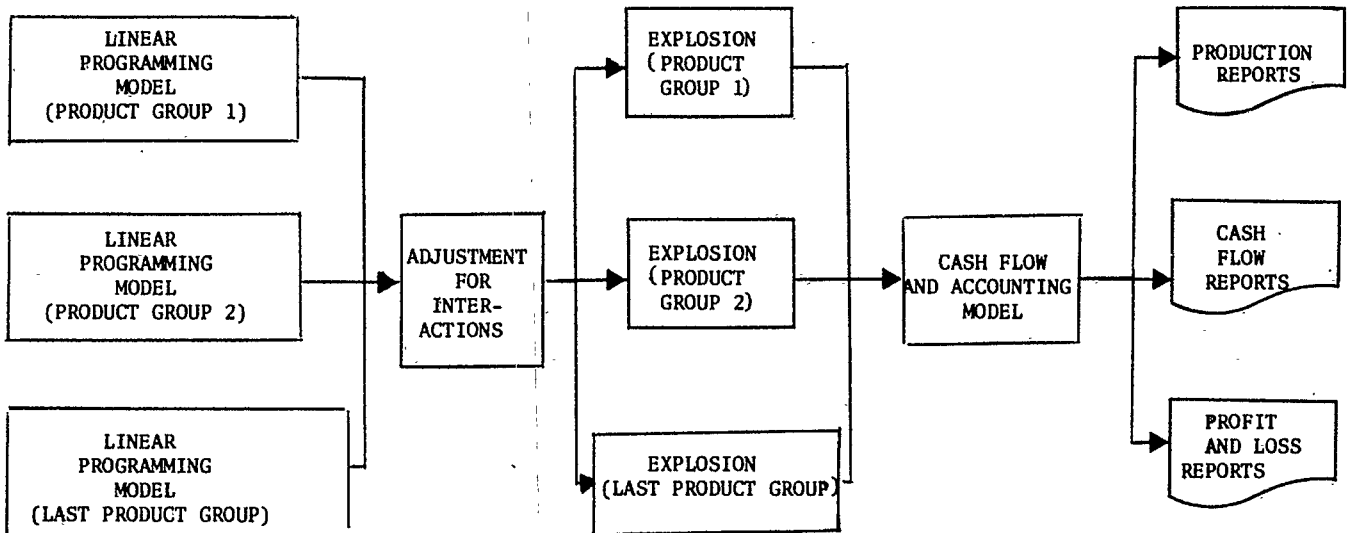 LINEAR
PROGRAMMING
MODEL
(PRODUCT GROUP 1)
LINEAR
PROGRAMMING
MODEL
(PRODUCT GROUP 2)
LINEAR
PROGRAMMING
MODEL
(LAST PRODUCT GROUP)
ADJUSTMENT
FOR
INTER-
ACTIONS
EXPLOSION
(PRODUCT
GROUP 1)
EXPLOSION
(PRODUCT
GROUP 2)
EXPLOSION
(LAST PRODUCT GROUP)
CASH FLOW
AND ACCOUNTING
MODEL
PRODUCTION
REPORTS
CASH
FLOW
REPORTS
PROFIT
AND LOSS
REPORTS